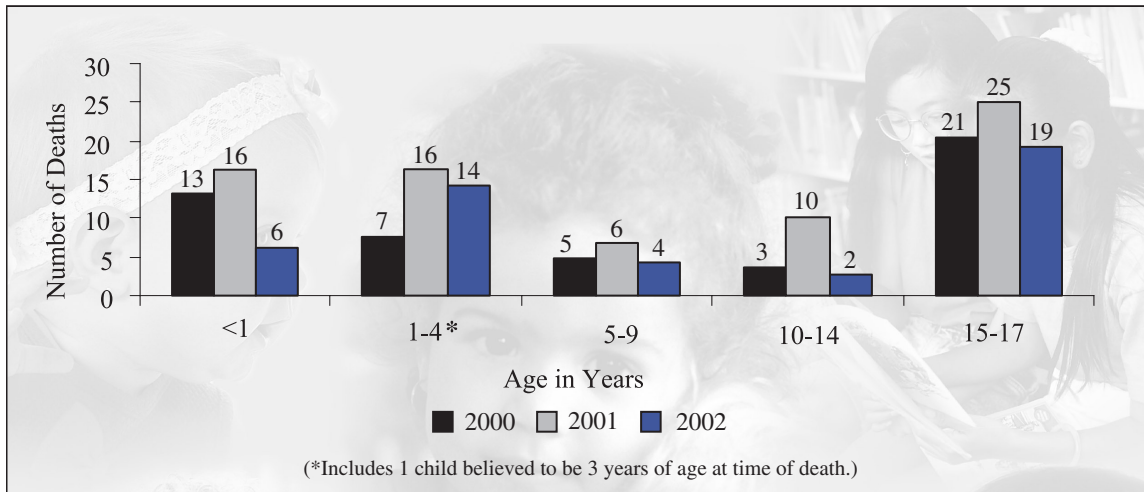 30
25
20
15
10
5
0
Number of Deaths
13 16 6
7 16 14
5 6 4
3 10 2
21 25 19
<1 1-4* 5-9 10-14 15-17
Age in Years
2000 2001 2002
(*Includes 1 child believed to be 3 years of age at time of death.)